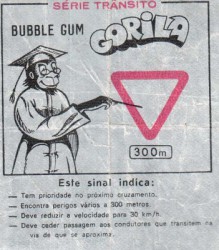 SÉRIE TRÂNSITO
BUBBLE GUM
GORILA
300m
Este sinal indica:
— Tem prioridade no próximo cruzamento.
— Encontra perigos vários a 300 metros.
— Deve reduzir a velocidade para 30 km/h.
— Deve ceder passagem aos condutores que transitem na
via de que se aproxima.